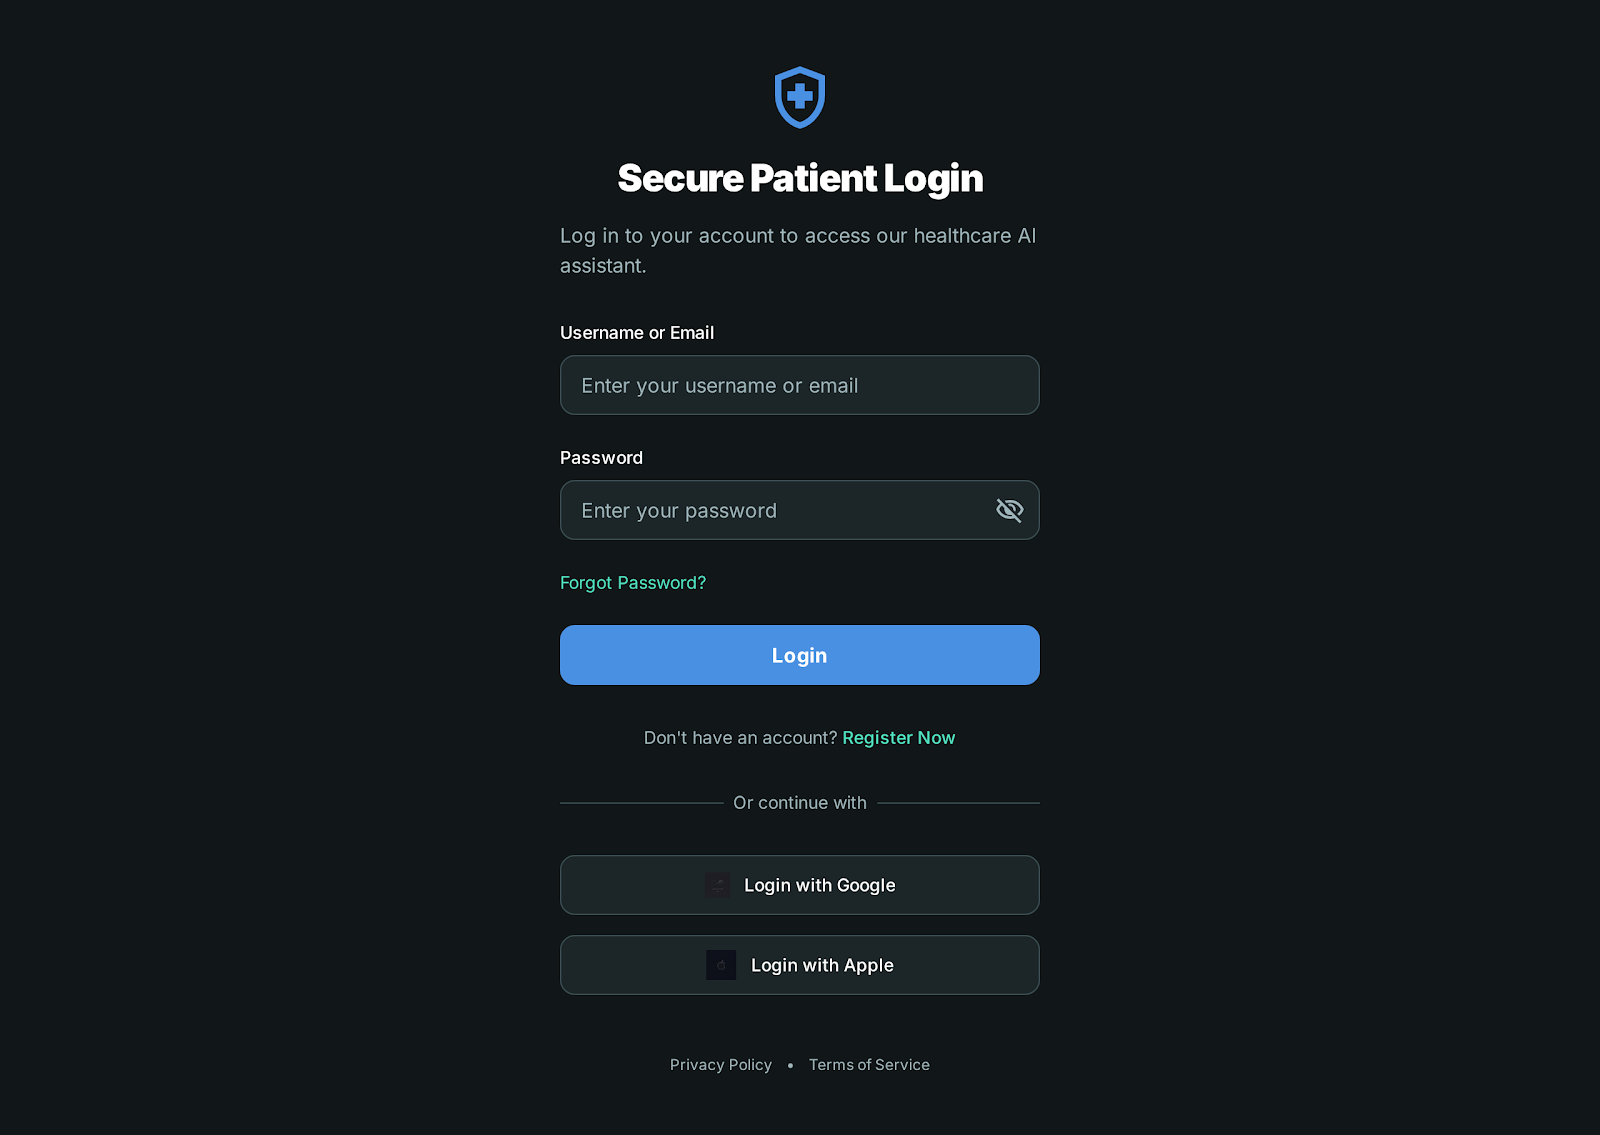 Secure Patient Login
Log in to your account to access our healthcare AI
assistant.
Username or Email
Enter your username or email
Password
Enter your password
Forgot Password?
Login
Don't have an account? Register Now
Or continue with
Login with Google
Login with Apple
Privacy Policy • Terms of Service